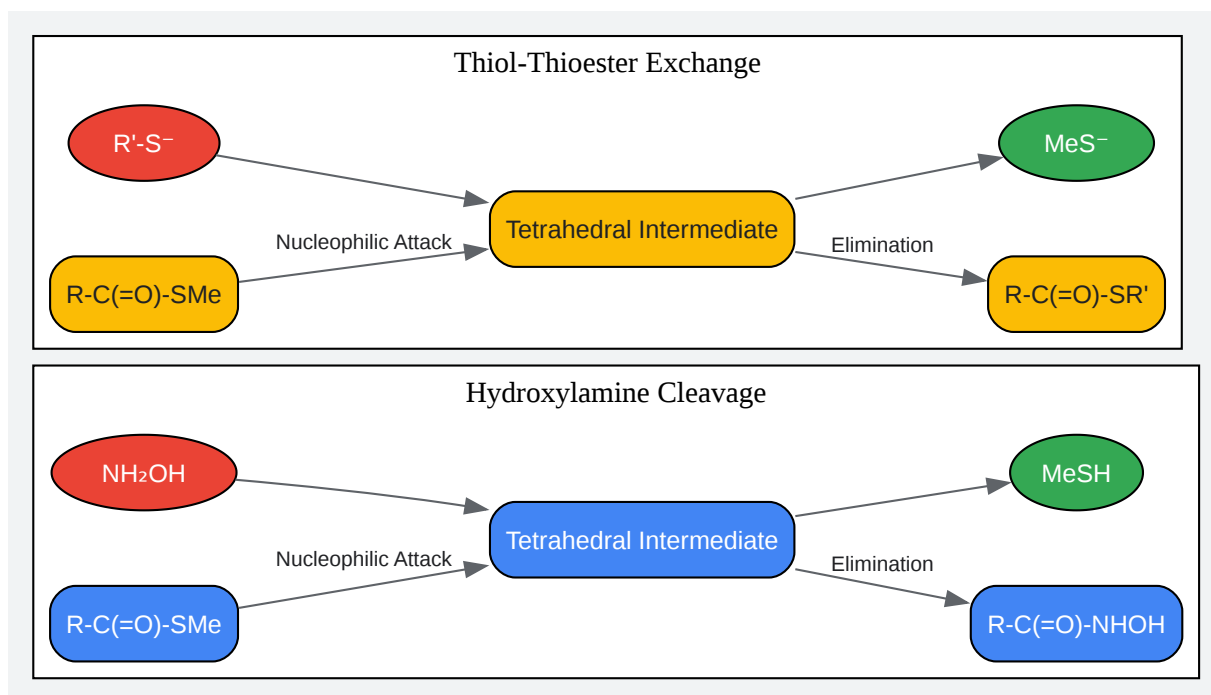 Thiol-Thioester Exchange
R'-S⁻
MeS⁻
Tetrahedral Intermediate
Nucleophilic Attack
Elimination
R-C(=O)-SMe
R-C(=O)-SR'
Hydroxylamine Cleavage
NH₂OH
MeSH
Tetrahedral Intermediate
Nucleophilic Attack
Elimination
R-C(=O)-SMe
R-C(=O)-NHOH